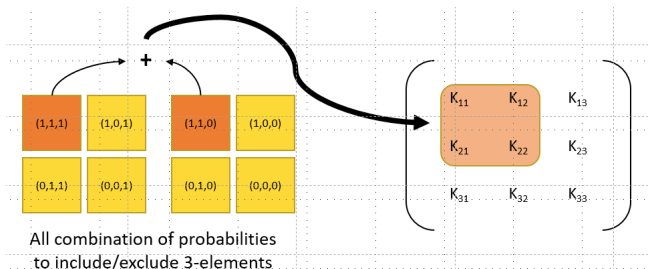 +
(1,1,1) (1,0,1) (1,1,0) (1,0,0)
(0,1,1) (0,0,1) (0,1,0) (0,0,0)
All combination of probabilities
to include/exclude 3-elements
K₁₁ K₁₂ K₁₃
K₂₁ K₂₂ K₂₃
K₃₁ K₃₂ K₃₃